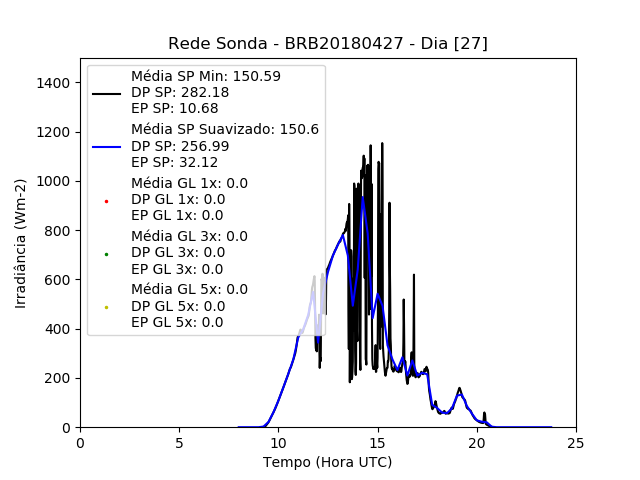 Rede Sonda - BRB20180427 - Dia [27]
Irradiância (Wm-2)
1400
1200
1000
800
600
400
200
0
Média SP Min: 150.59
DP SP: 282.18
EP SP: 10.68
Média SP Suavizado: 150.6
DP SP: 256.99
EP SP: 32.12
Média GL 1x: 0.0
DP GL 1x: 0.0
EP GL 1x: 0.0
Média GL 3x: 0.0
DP GL 3x: 0.0
EP GL 3x: 0.0
Média GL 5x: 0.0
DP GL 5x: 0.0
EP GL 5x: 0.0
0 5 10 15 20 25
Tempo (Hora UTC)